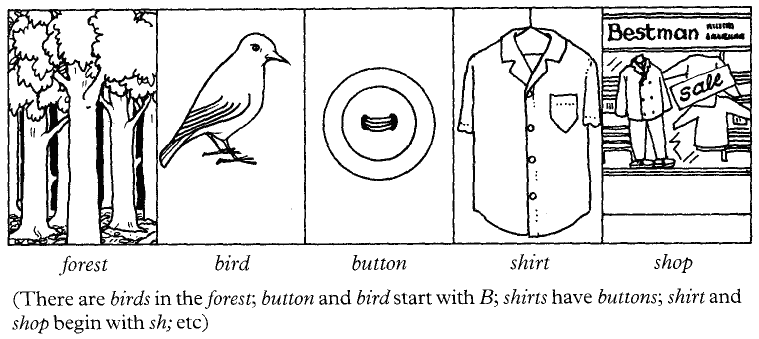 Bestman
sale
forest bird button shirt shop
(There are birds in the forest; button and bird start with B; shirts have buttons; shirt and
shop begin with sh; etc)